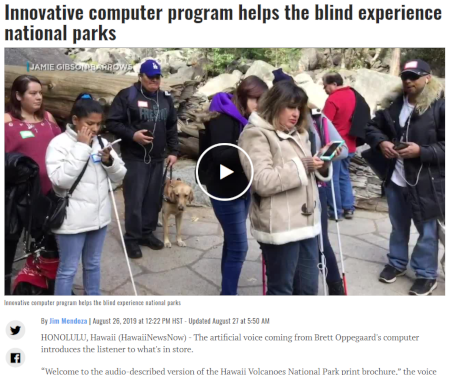 Innovative computer program helps the blind experience
national parks
JAMIE GIBSON BARROWS
Innovative computer program helps the blind experience national parks
By Jim Mendoza | August 26, 2019 at 12:22 PM HST - Updated August 27 at 5:50 AM
HONOLULU, Hawaii (HawaiiNewsNow) - The artificial voice coming from Brett Oppegaard's computer
introduces the listener to what's in store.
"Welcome to the audio-described version of the Hawaii Volcanoes National Park print brochure," the voice